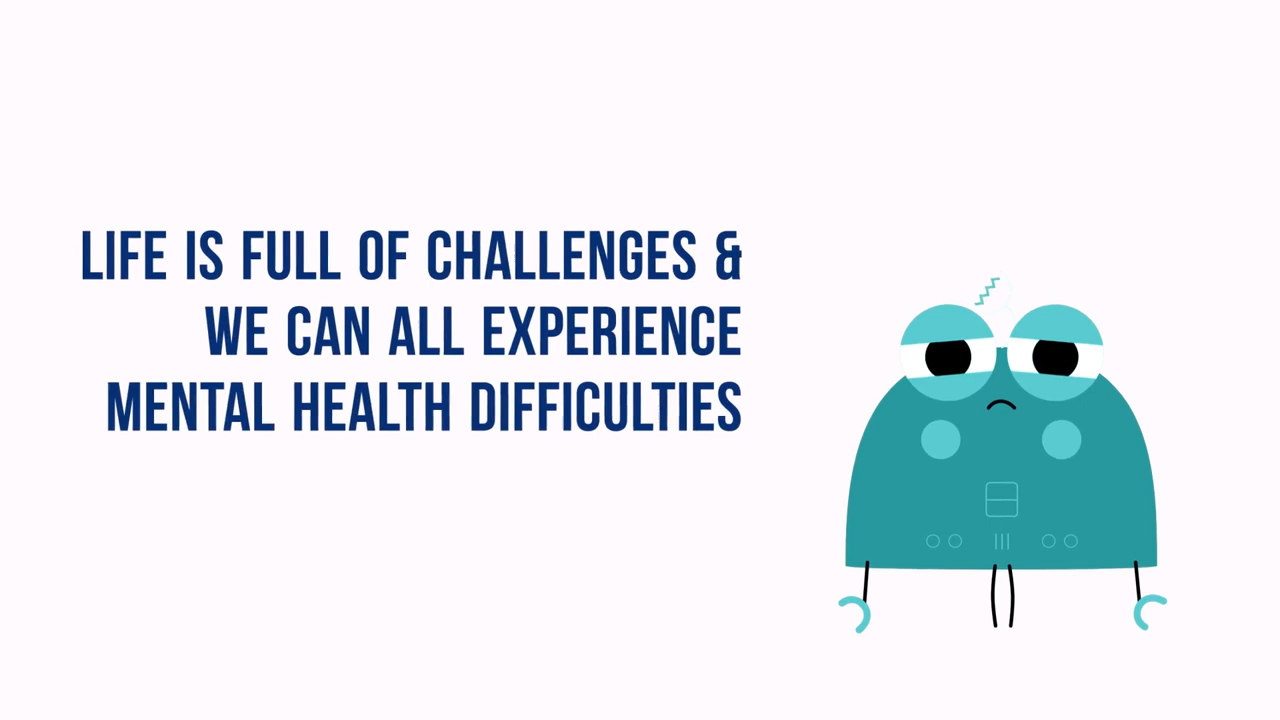 LIFE IS FULL OF CHALLENGES &
WE CAN ALL EXPERIENCE
MENTAL HEALTH DIFFICULTIES